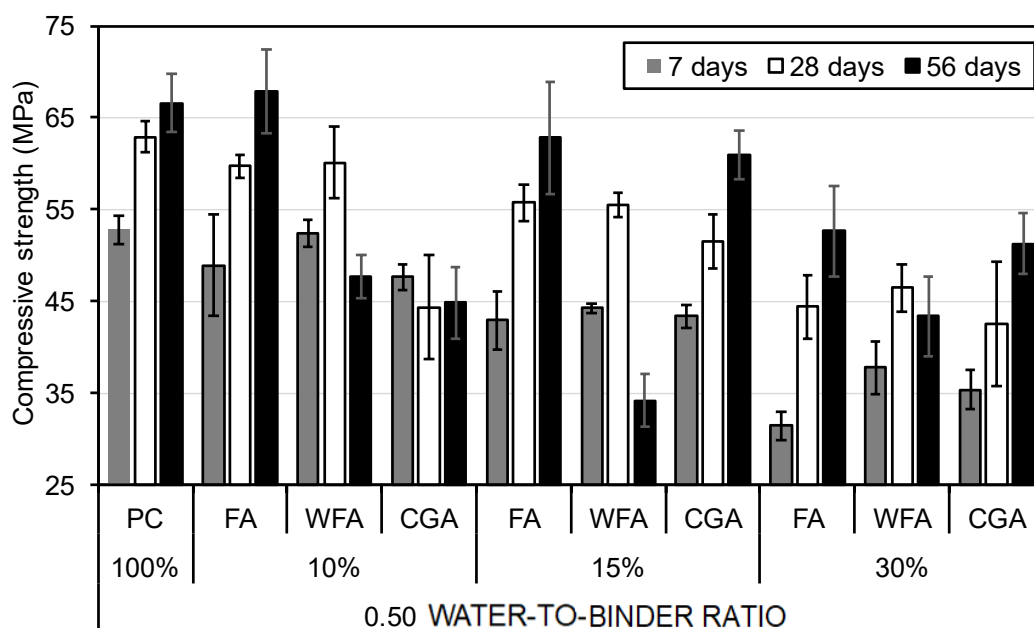 75
65
55
45
35
25
Compressive strength (MPa)
7 days 28 days 56 days
PC FA WFA CGA FA WFA CGA FA WFA CGA
100% 10% 15% 30%
0.50 WATER-TO-BINDER RATIO